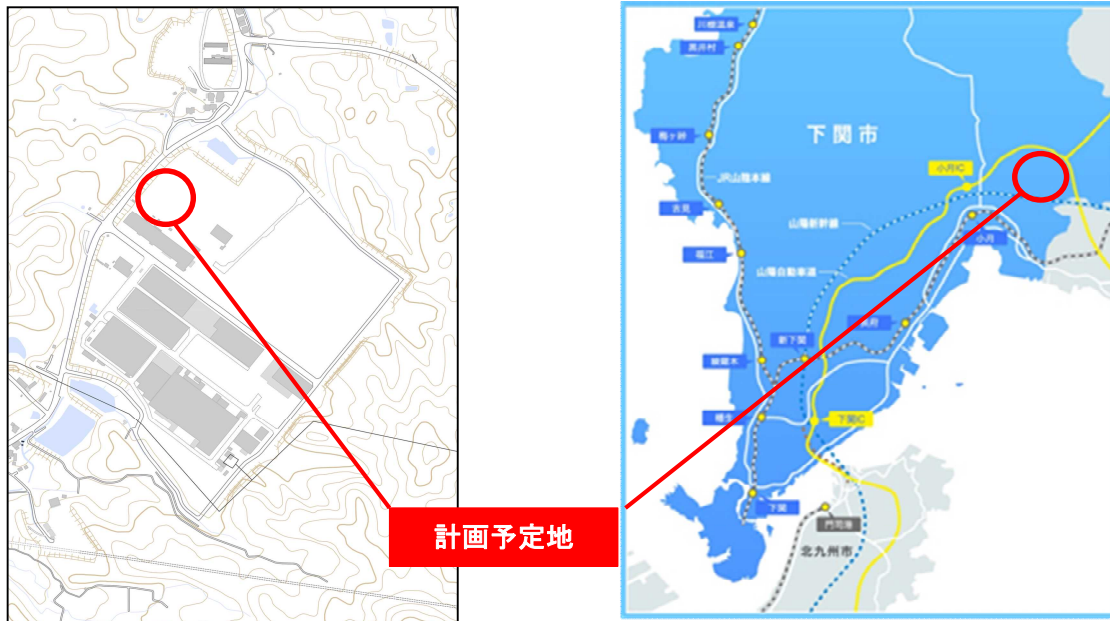 川棚温泉
黒井村
梅ヶ峠
下関市
小月IC
JR山陰本線
吉見
山陽新幹線
小月
福江
山陽自動車道
長府
新下関
綾羅木
幡生
下関IC
下関
門司港
計画予定地
北九州市